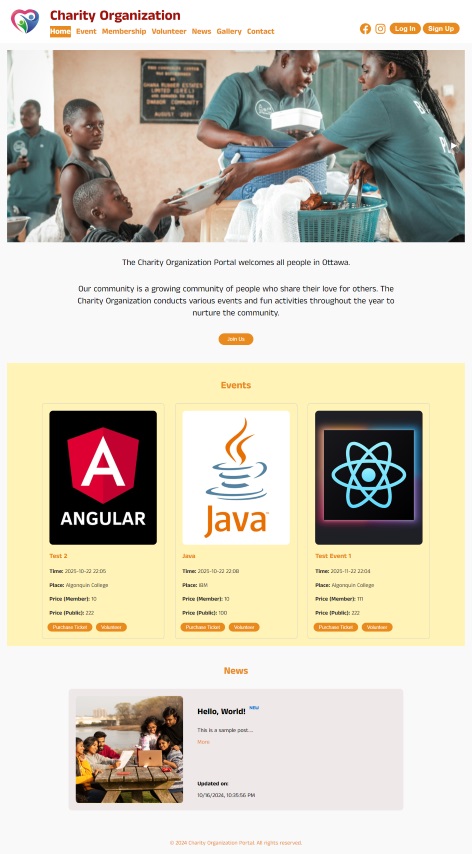 Charity Organization
Home Event Membership Volunteer News Gallery Contact
Log In Sign Up
The Charity Organization Portal welcomes all people in Ottawa.
Our community is a growing community of people who share their love for others. The
Charity Organization conducts various events and fun activities throughout the year to
nurture the community.
Join Us
Events
ANGULAR
Test 2
Time: 2025-10-22 22:05
Place: Algonquin College
Price (Member): 10
Price (Public): 222
Purchase Ticket Volunteer
Java
Java
Time: 2025-10-22 22:08
Place: IBM
Price (Member): 10
Price (Public): 100
Purchase Ticket Volunteer
Test Event 1
Time: 2025-11-22 22:04
Place: Algonquin College
Price (Member): 111
Price (Public): 222
Purchase Ticket Volunteer
News
Hello, World! NEW
This is a sample post...
More
Updated on:
10/16/2024, 10:25:56 PM
© 2024 Charity Organization Portal. All rights reserved.